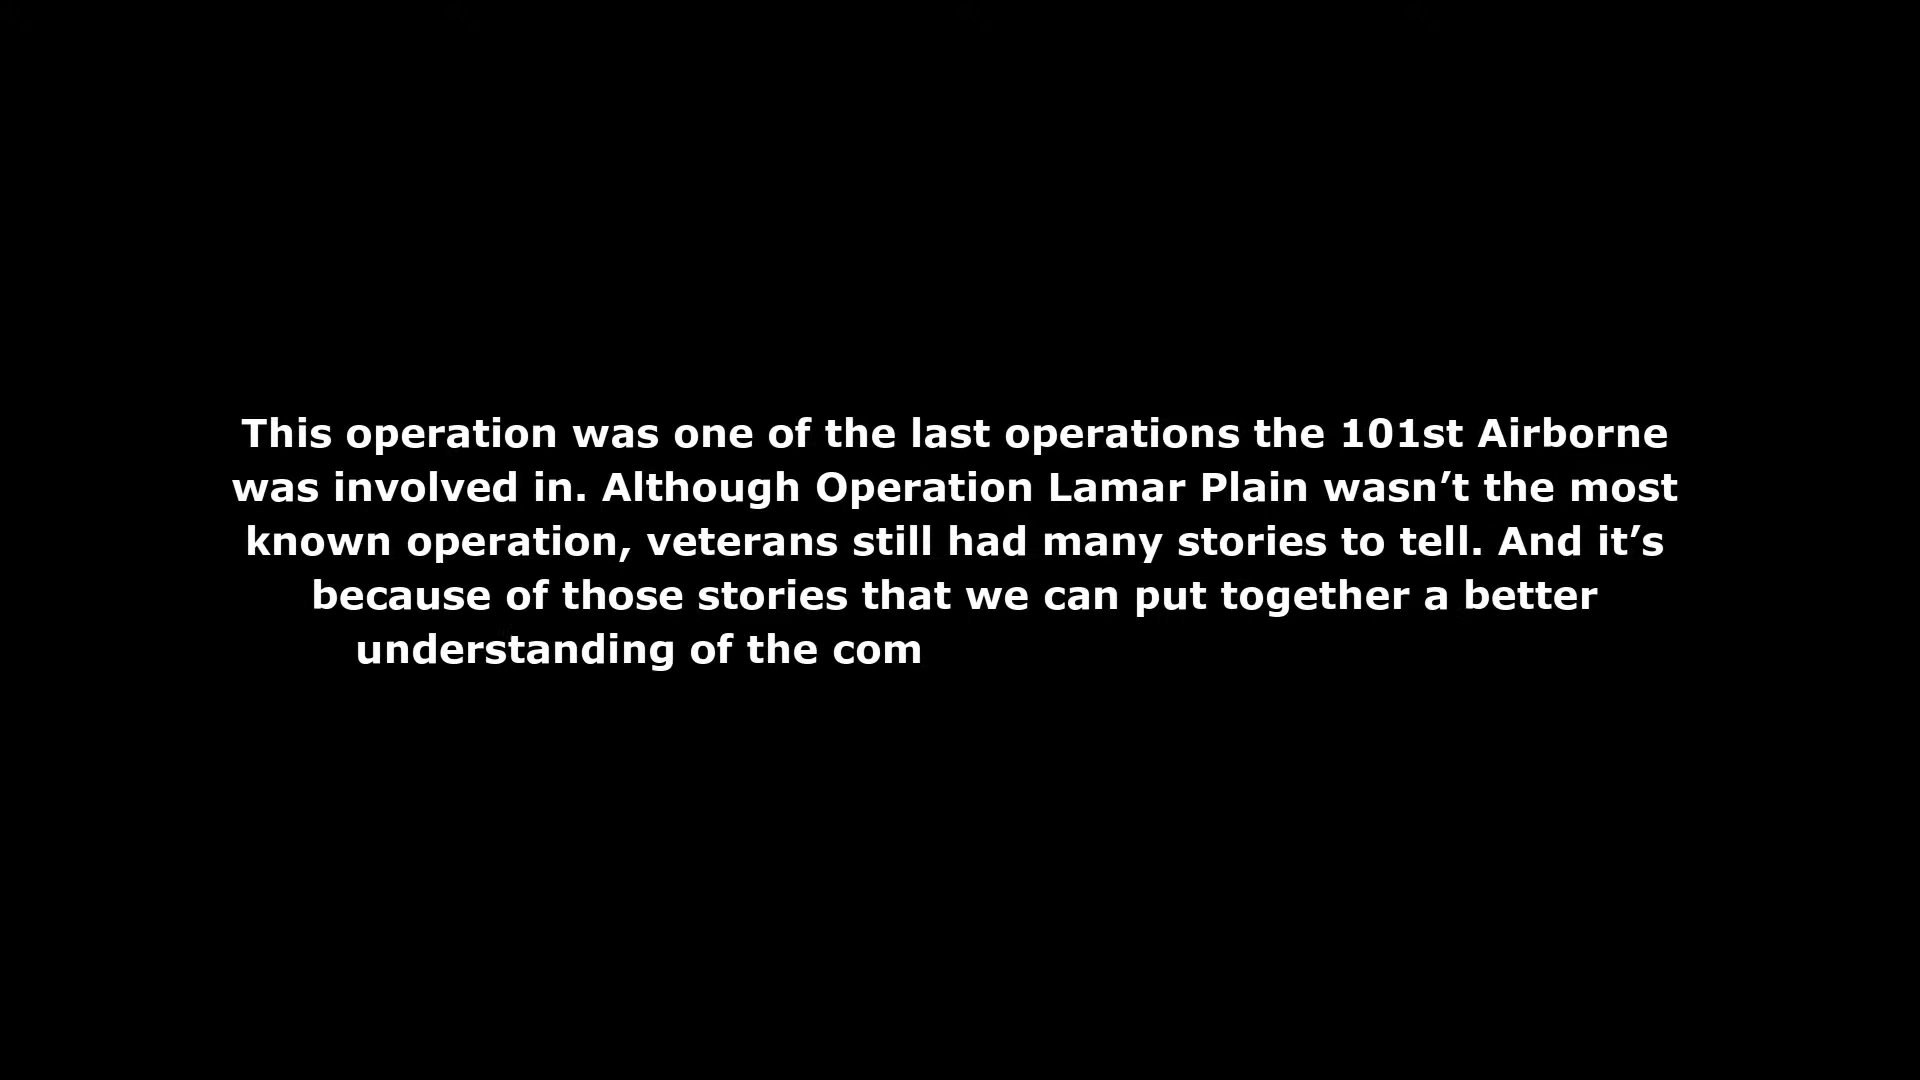 This operation was one of the last operations the 101st Airborne
was involved in. Although Operation Lamar Plain wasn’t the most
known operation, veterans still had many stories to tell. And it’s
because of those stories that we can put together a better
understanding of the com